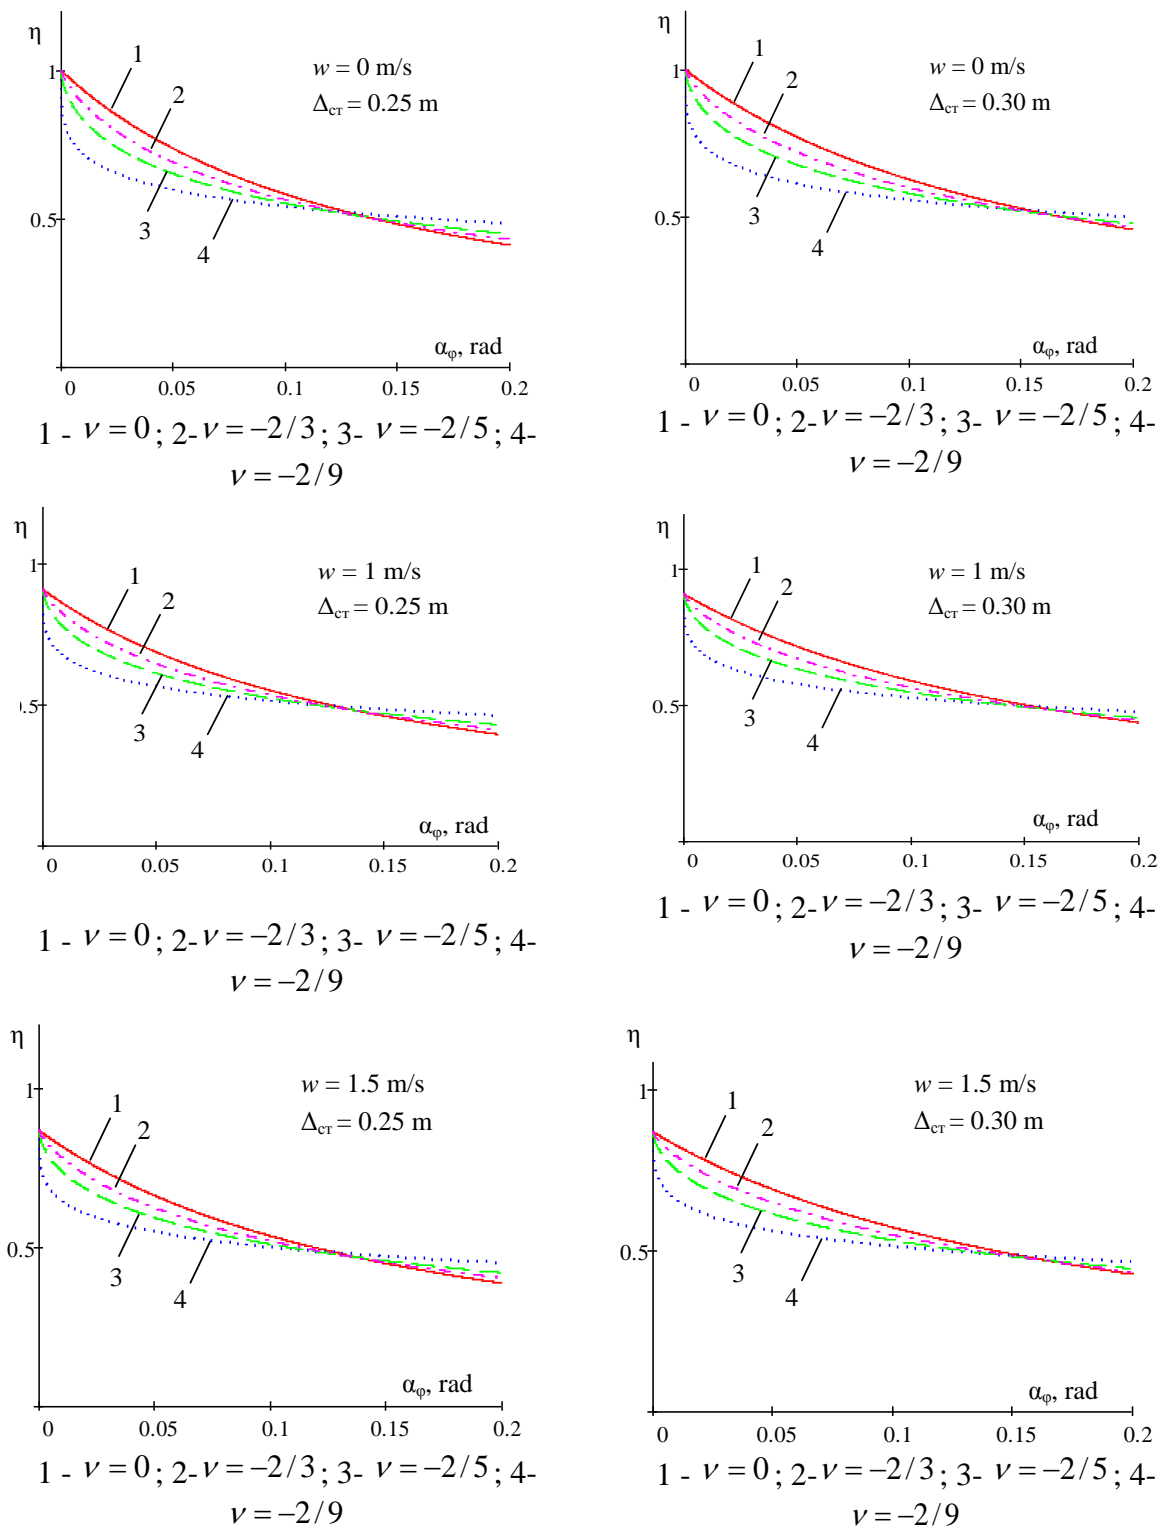 η
1
w = 0 m/s
2
1
Δст = 0.25 m
0.5
3
4
αφ, rad
0 0.05 0.1 0.15 0.2
1 - ν = 0; 2- ν = −2/3; 3- ν = −2/5; 4-
ν = −2/9
η
1
w = 0 m/s
2
1
Δст = 0.30 m
0.5
3
4
αφ, rad
0 0.05 0.1 0.15 0.2
1 - ν = 0; 2- ν = −2/3; 3- ν = −2/5; 4-
ν = −2/9
η
1
1
w = 1 m/s
2
Δст = 0.25 m
.5
3
4
αφ, rad
0 0.05 0.1 0.15 0.2
1 - ν = 0; 2- ν = −2/3; 3- ν = −2/5; 4-
ν = −2/9
η
1
1
w = 1 m/s
2
Δст = 0.30 m
0.5
3
4
αφ, rad
0 0.05 0.1 0.15 0.2
1 - ν = 0; 2- ν = −2/3; 3- ν = −2/5; 4-
ν = −2/9
η
1
w = 1.5 m/s
1
2
Δст = 0.25 m
0.5
3
4
αφ, rad
0 0.05 0.1 0.15 0.2
1 - ν = 0; 2- ν = −2/3; 3- ν = −2/5; 4-
ν = −2/9
η
1
w = 1.5 m/s
1
2
Δст = 0.30 m
0.5
3
4
αφ, rad
0 0.05 0.1 0.15 0.2
1 - ν = 0; 2- ν = −2/3; 3- ν = −2/5; 4-
ν = −2/9